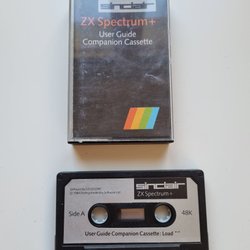 sinclair
ZX Spectrum+
User Guide
Companion Cassette
sinclair
ZX Spectrum+
Side A
48K
User Guide Companion Cassette : Load ""